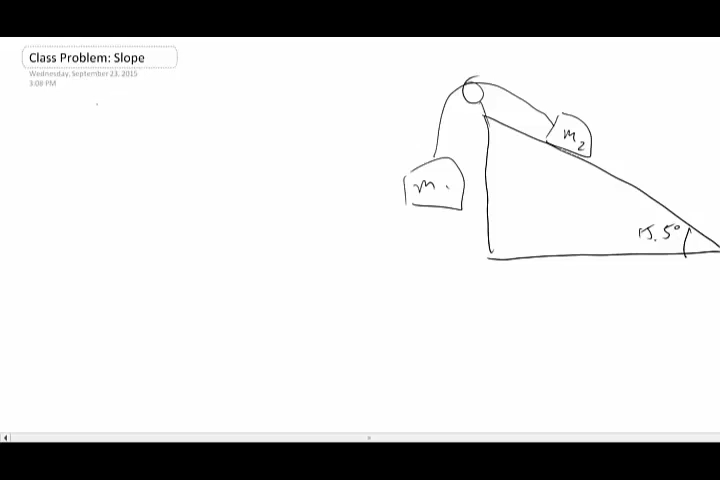 Class Problem: Slope
Wednesday, September 23, 2015
3:08 PM
m2
m.
15.5°